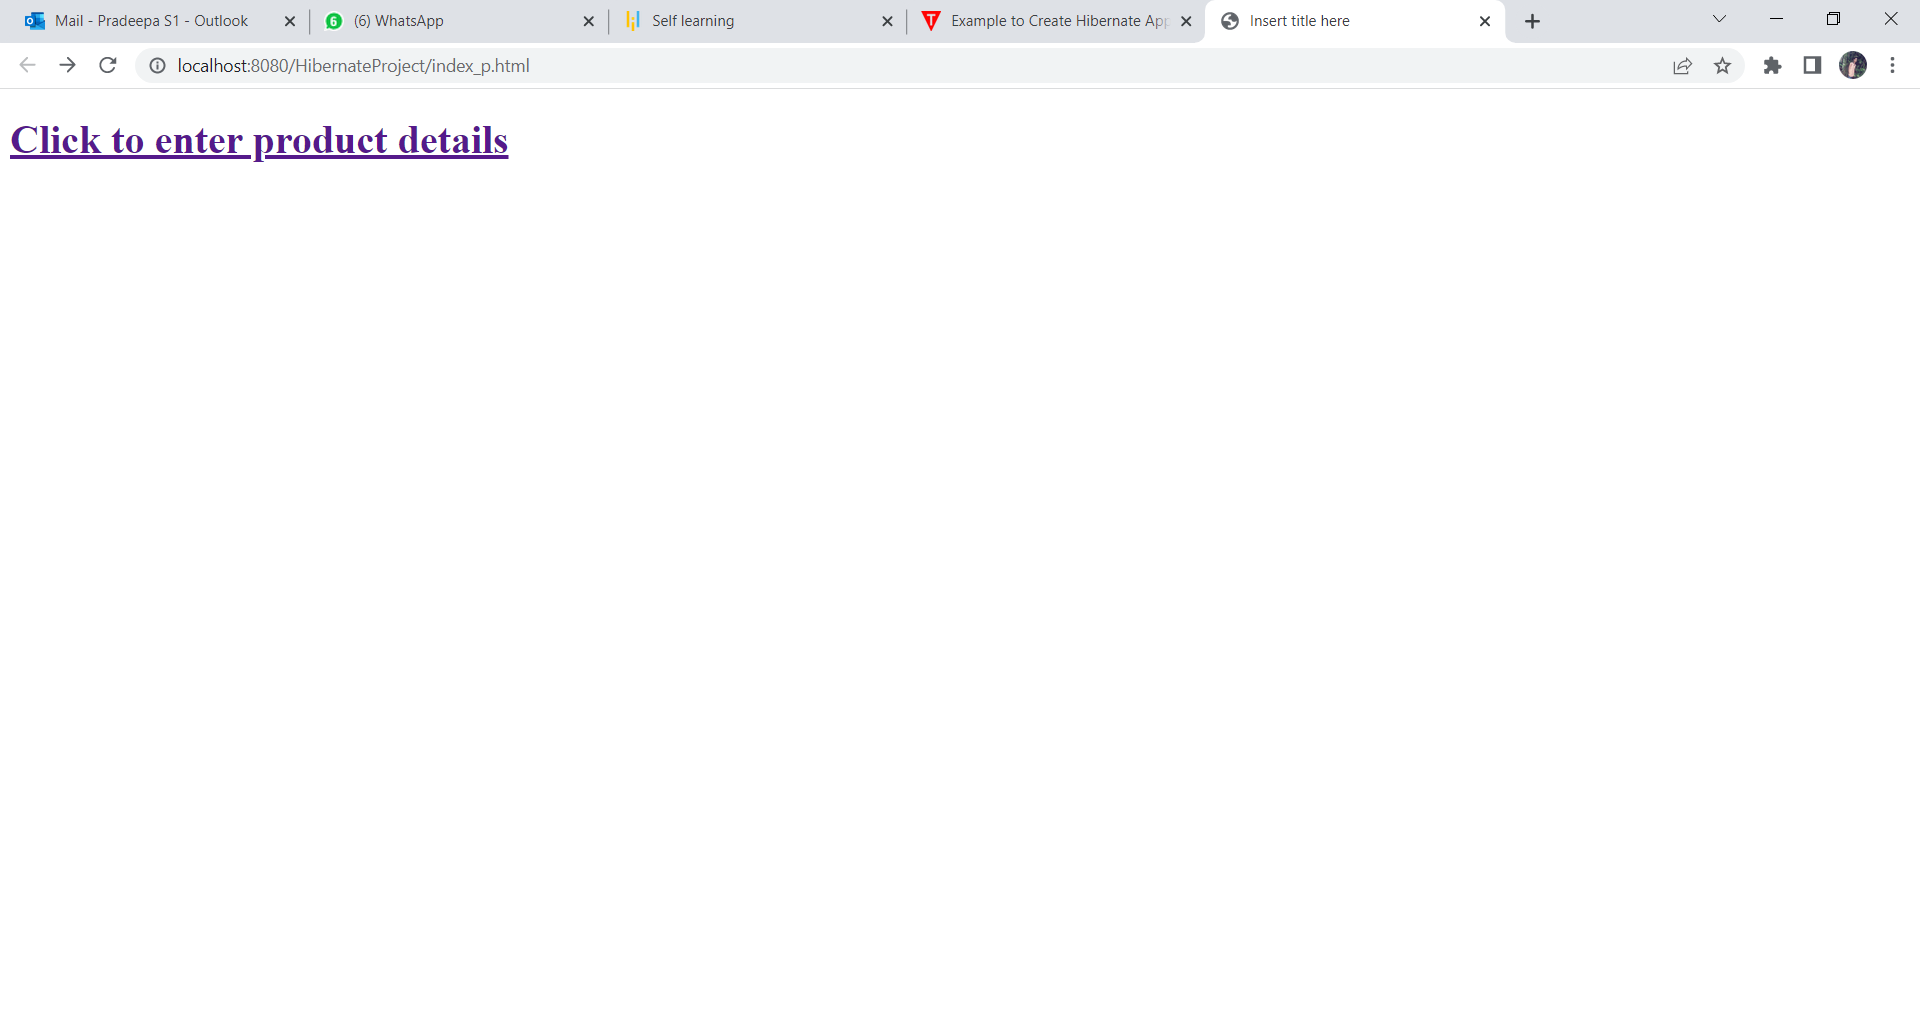 Mail - Pradeepa S1 - Outlook
6 (6) WhatsApp
Self learning
T Example to Create Hibernate App
Insert title here
localhost:8080/HibernateProject/index_p.html
Click to enter product details